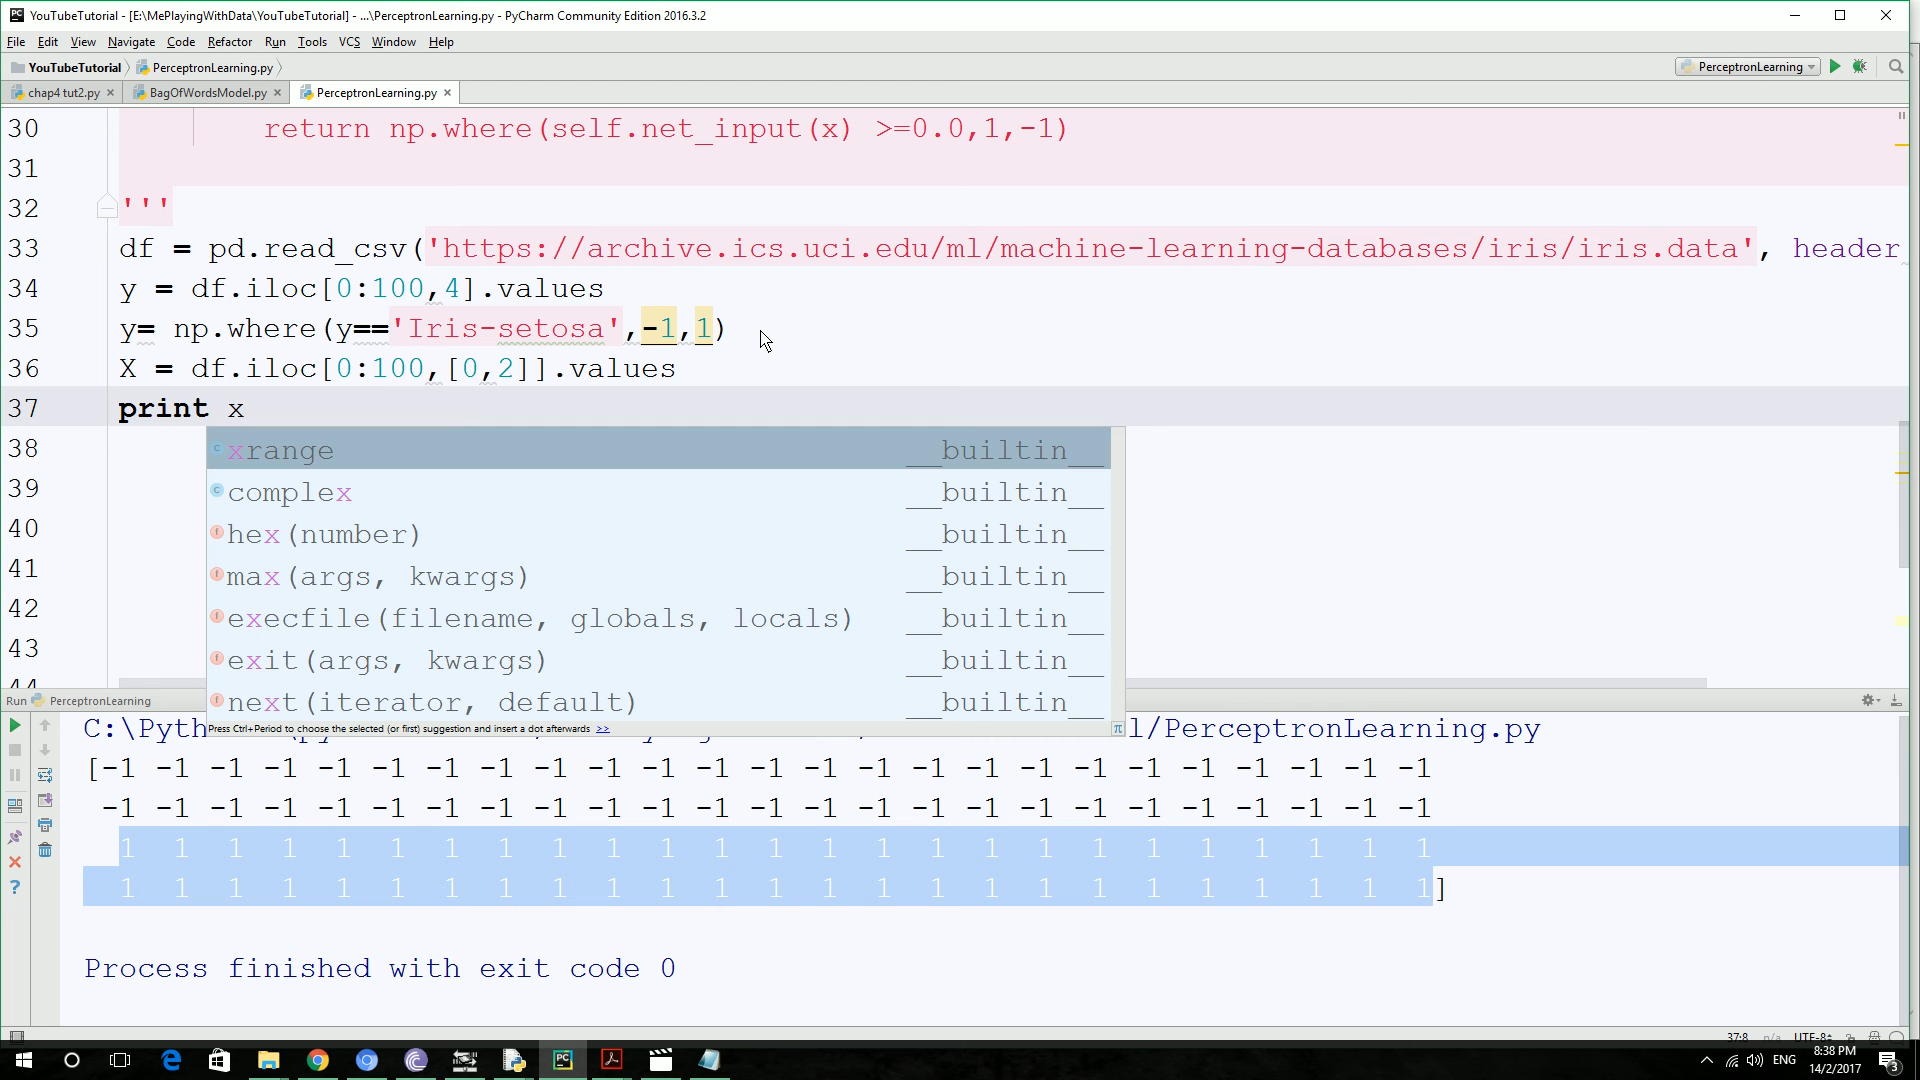 YouTubeTutorial - [E:\MePlayingWithData\YouTubeTutorial] - ...\PerceptronLearning.py - PyCharm Community Edition 2016.3.2
File Edit View Navigate Code Refactor Run Tools VCS Window Help
YouTubeTutorial PerceptronLearning.py PerceptronLearning
chap4 tut2.py BagOfWordsModel.py PerceptronLearning.py
30 return np.where(self.net_input(x) >=0.0,1,-1)
31
32 '''
33 df = pd.read_csv('https://archive.ics.uci.edu/ml/machine-learning-databases/iris/iris.data', header
34 y = df.iloc[0:100,4].values
35 y= np.where(y=='Iris-setosa',-1,1)
36 X = df.iloc[0:100,[0,2]].values
37 print x
38 xrange __builtin__
39 complex __builtin__
40 hex(number) __builtin__
41 max(args, kwargs) __builtin__
42 execfile(filename, globals, locals) __builtin__
43 exit(args, kwargs) __builtin__
44 next(iterator, default) __builtin__
Run PerceptronLearning
Press Ctrl+Period to choose the selected (or first) suggestion and insert a dot afterwards >> π
C:\Pyth l/PerceptronLearning.py
[-1 -1 -1 -1 -1 -1 -1 -1 -1 -1 -1 -1 -1 -1 -1 -1 -1 -1 -1 -1 -1 -1 -1 -1 -1
-1 -1 -1 -1 -1 -1 -1 -1 -1 -1 -1 -1 -1 -1 -1 -1 -1 -1 -1 -1 -1 -1 -1 -1 -1
1 1 1 1 1 1 1 1 1 1 1 1 1 1 1 1 1 1 1 1 1 1 1 1 1
1 1 1 1 1 1 1 1 1 1 1 1 1 1 1 1 1 1 1 1 1 1 1 1 1]
Process finished with exit code 0
37:8 n/a UTF-8
ENG 8:38 PM
14/2/2017 3